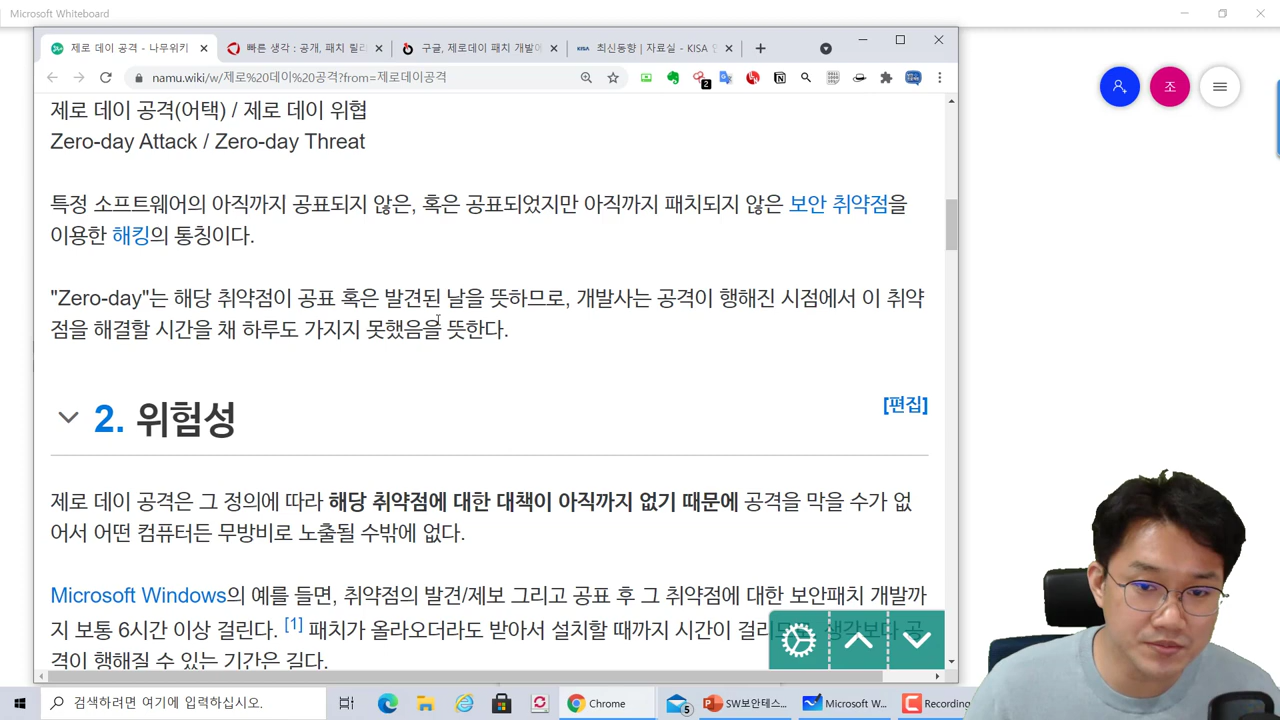 Microsoft Whiteboard
제로 데이 공격 - 나무위키
빠른 생각 : 공개, 패치 릴리
구글, 제로데이 패치 개발에
KISA 최신동향 | 자료실 - KISA 인
namu.wiki/w/제로%20데이%20공격?from=제로데이공격
2
조
제로 데이 공격(어택) / 제로 데이 위협
Zero-day Attack / Zero-day Threat
특정 소프트웨어의 아직까지 공표되지 않은, 혹은 공표되었지만 아직까지 패치되지 않은 보안 취약점을
이용한 해킹의 통칭이다.
"Zero-day"는 해당 취약점이 공표 혹은 발견된 날을 뜻하므로, 개발사는 공격이 행해진 시점에서 이 취약
점을 해결할 시간을 채 하루도 가지지 못했음을 뜻한다.
2. 위험성
[편집]
제로 데이 공격은 그 정의에 따라 해당 취약점에 대한 대책이 아직까지 없기 때문에 공격을 막을 수가 없
어서 어떤 컴퓨터든 무방비로 노출될 수밖에 없다.
Microsoft Windows의 예를 들면, 취약점의 발견/제보 그리고 공표 후 그 취약점에 대한 보안패치 개발까
지 보통 6시간 이상 걸린다. [1] 패치가 올라오더라도 받아서 설치할 때까지 시간이 걸리므로 생각보다 공
격이 행해질 수 있는 기간은 길다.
검색하려면 여기에 입력하십시오.
Chrome
5
SW보안테스...
Microsoft W...
Recording